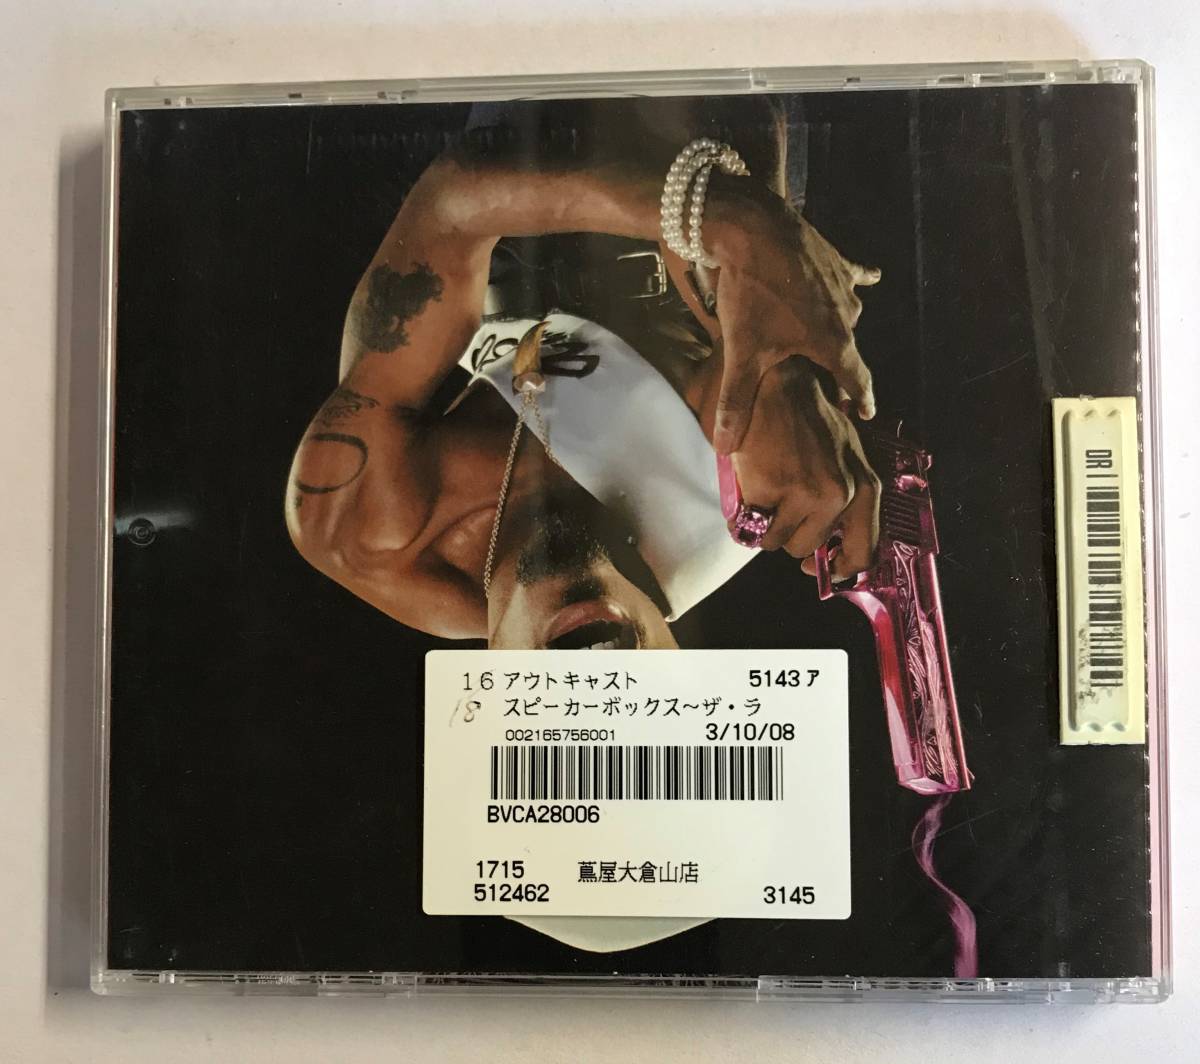 16 アウトキャスト 5143 ア
18 スピーカーボックス～ザ・ラ
002165756001 3/10/08
BVCA28006
1715 蔦屋大倉山店
512462 3145
DR